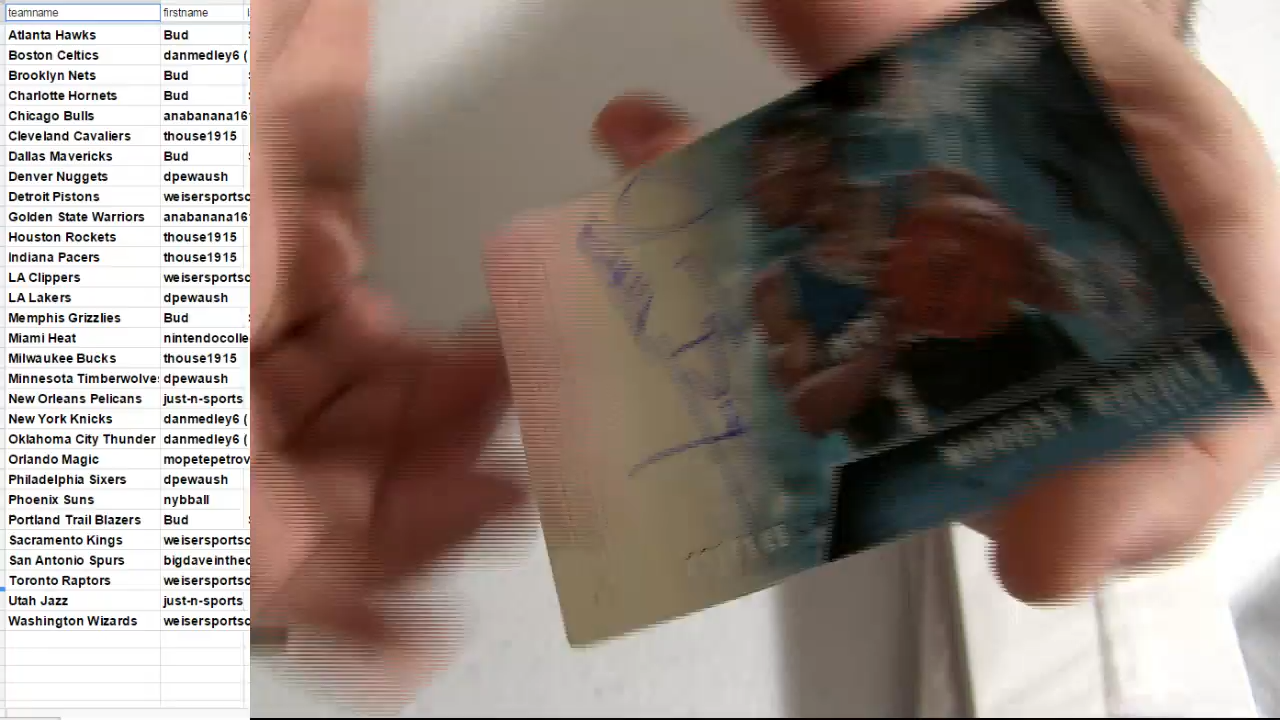 teamname firstname
Atlanta Hawks Bud
Boston Celtics danmedley6 (
Brooklyn Nets Bud
Charlotte Hornets Bud
Chicago Bulls anabanana16
Cleveland Cavaliers thouse1915
Dallas Mavericks Bud
Denver Nuggets dpewaush
Detroit Pistons weisersportsc
Golden State Warriors anabanana16
Houston Rockets thouse1915
Indiana Pacers thouse1915
LA Clippers weisersportsc
LA Lakers dpewaush
Memphis Grizzlies Bud
Miami Heat nintendocolle
Milwaukee Bucks thouse1915
Minnesota Timberwolves dpewaush
New Orleans Pelicans just-n-sports
New York Knicks danmedley6 (
Oklahoma City Thunder danmedley6 (
Orlando Magic mopetepetrov
Philadelphia Sixers dpewaush
Phoenix Suns nybball
Portland Trail Blazers Bud
Sacramento Kings weisersportsc
San Antonio Spurs bigdaveintheo
Toronto Raptors weisersportsc
Utah Jazz just-n-sports
Washington Wizards weisersportsc